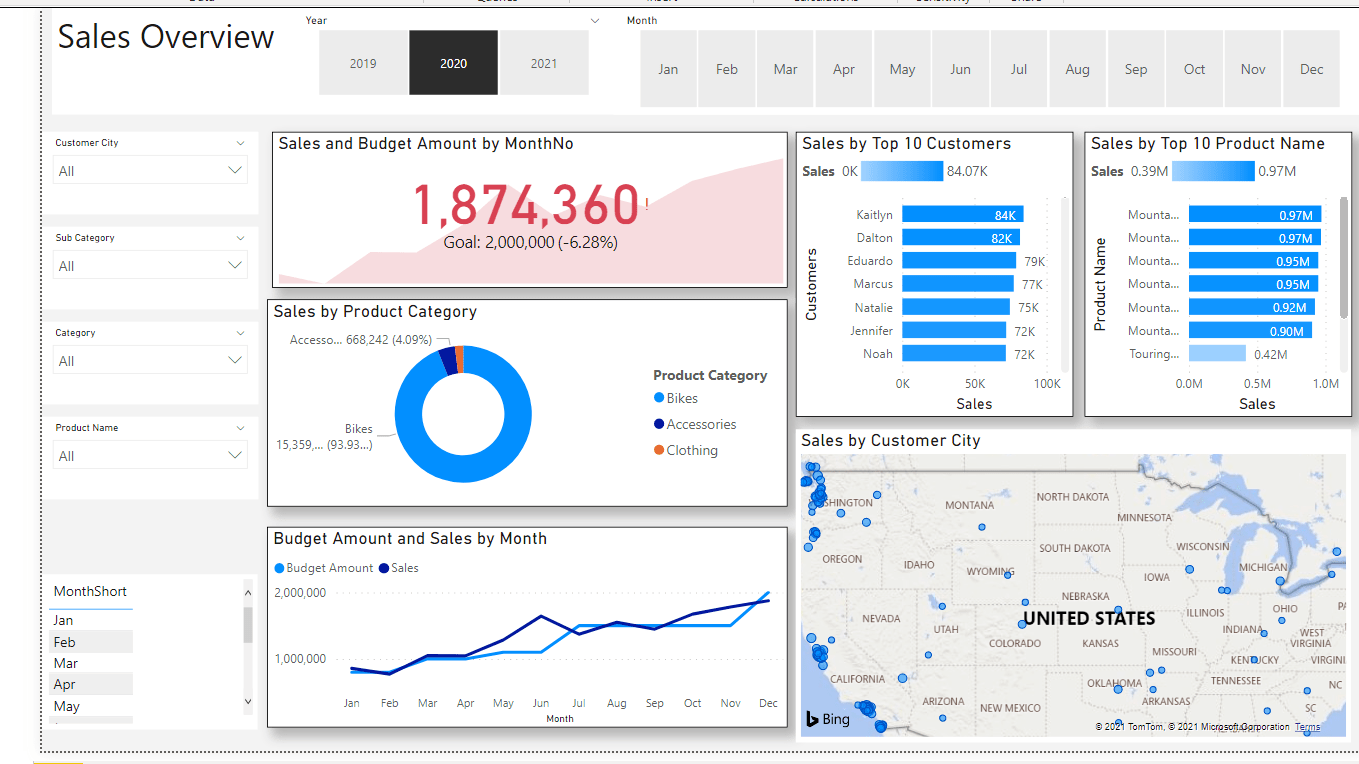 Sales Overview
Year
2019
2020
2021
Month
Jan
Feb
Mar
Apr
May
Jun
Jul
Aug
Sep
Oct
Nov
Dec
Customer City
All
Sub Category
All
Category
All
Product Name
All
MonthShort
Jan
Feb
Mar
Apr
May
Sales and Budget Amount by MonthNo
1,874,360!
Goal: 2,000,000 (-6.28%)
Sales by Product Category
Accesso... 668,242 (4.09%)
Bikes
15,359,... (93.93...)
Product Category
Bikes
Accessories
Clothing
Budget Amount and Sales by Month
Budget Amount Sales
2,000,000
1,000,000
Jan Feb Mar Apr May Jun Jul Aug Sep Oct Nov Dec
Month
Sales by Top 10 Customers
Sales 0K 84.07K
Customers
Kaitlyn 84K
Dalton 82K
Eduardo 79K
Marcus 77K
Natalie 75K
Jennifer 72K
Noah 72K
0K 50K 100K
Sales
Sales by Top 10 Product Name
Sales 0.39M 0.97M
Product Name
Mounta... 0.97M
Mounta... 0.97M
Mounta... 0.95M
Mounta... 0.95M
Mounta... 0.92M
Mounta... 0.90M
Touring... 0.42M
0.0M 0.5M 1.0M
Sales
Sales by Customer City
NORTH DAKOTA
MONTANA
MINNESOTA
SOUTH DAKOTA
WISCONSIN
OREGON
IDAHO
WYOMING
MICHIGAN
IOWA
NEBRASKA
NEVADA
UTAH
UNITED STATES
ILLINOIS
INDIANA
OHIO
COLORADO
KANSAS
MISSOURI
WEST
VIRGINIA
KENTUCKY
CALIFORNIA
OKLAHOMA
TENNESSEE
NC
ARIZONA
NEW MEXICO
ARKANSAS
SC
Bing
© 2021 TomTom, © 2021 Microsoft Corporation Terms